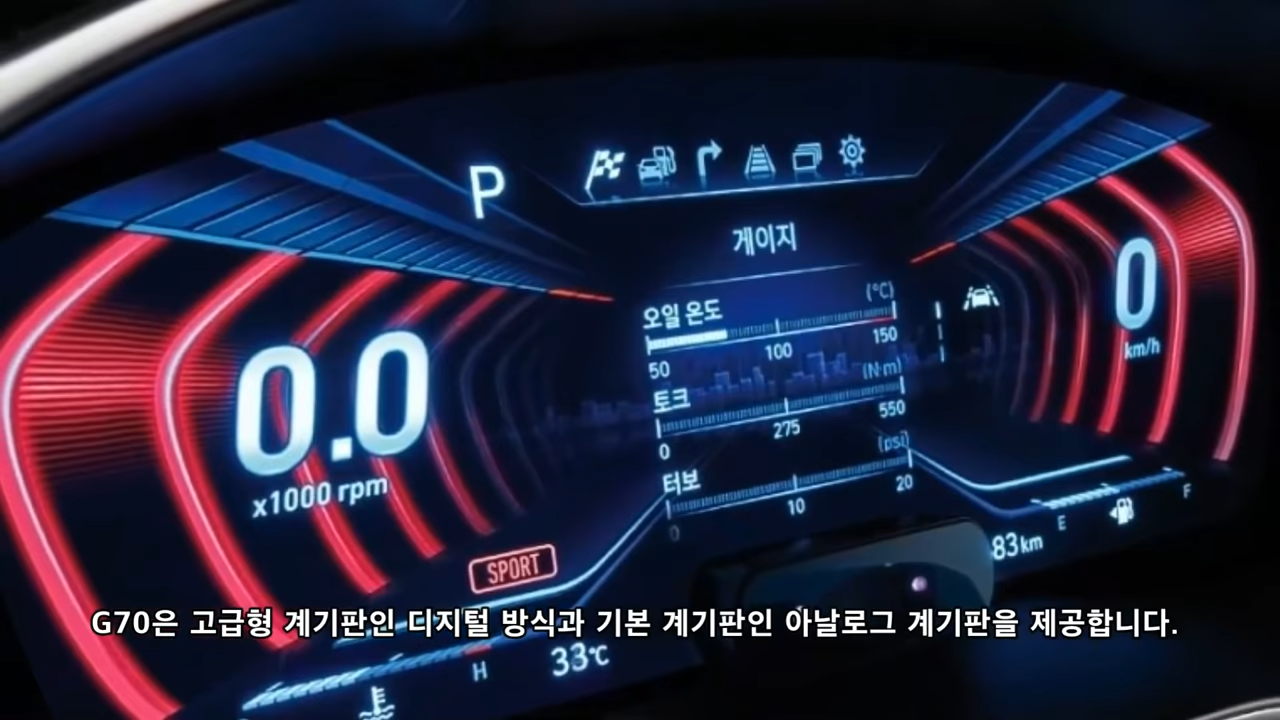 P
게이지
오일 온도 (°C)
50 100 150
토크 (N·m)
0 275 550
터보 (psi)
0 10 20
0.0
x1000 rpm
SPORT
0
km/h
E F
83km
H
33℃
G70은 고급형 계기판인 디지털 방식과 기본 계기판인 아날로그 계기판을 제공합니다.